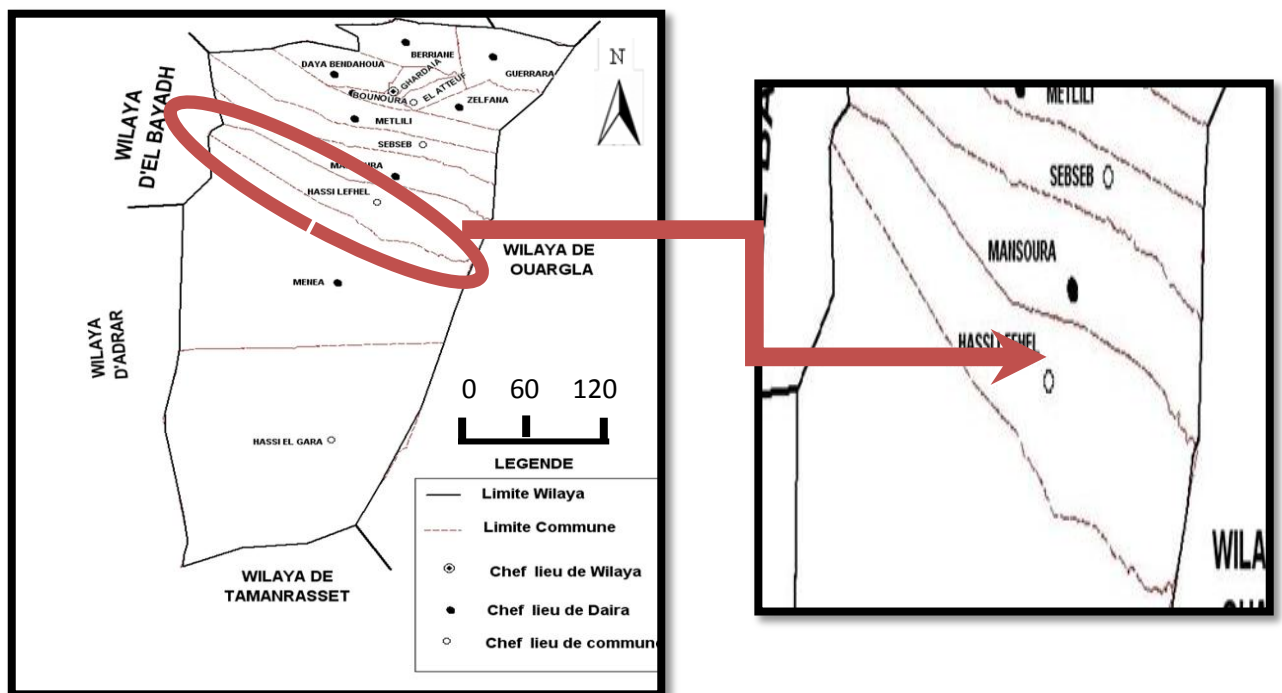 BERRIANE
N
DAYA BENDAHOUA
GHARDAIA
GUERRARA
BOUNOURA
EL ATTEUF
ZELFANA
METLILI
WILAYA
D'EL BAYADH
SEBSEB
HASSI LEFHEL
WILAYA DE
OUARGLA
MENEA
WILAYA
D'ADRAR
0 60 120
HASSI EL GARA
LEGENDE
Limite Wilaya
Limite Commune
Chef lieu de Wilaya
Chef lieu de Daira
Chef lieu de commune
WILAYA DE
TAMANRASSET
METLILI
SEBSEB
MANSOURA
HASSI LEFHEL
WILA